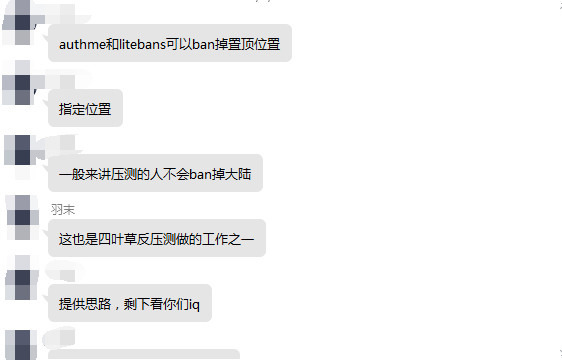 authme和litebans可以ban掉置顶位置
指定位置
一般来讲压测的人不会ban掉大陆
羽末
这也是四叶草反压测做的工作之一
提供思路，剩下看你们iq